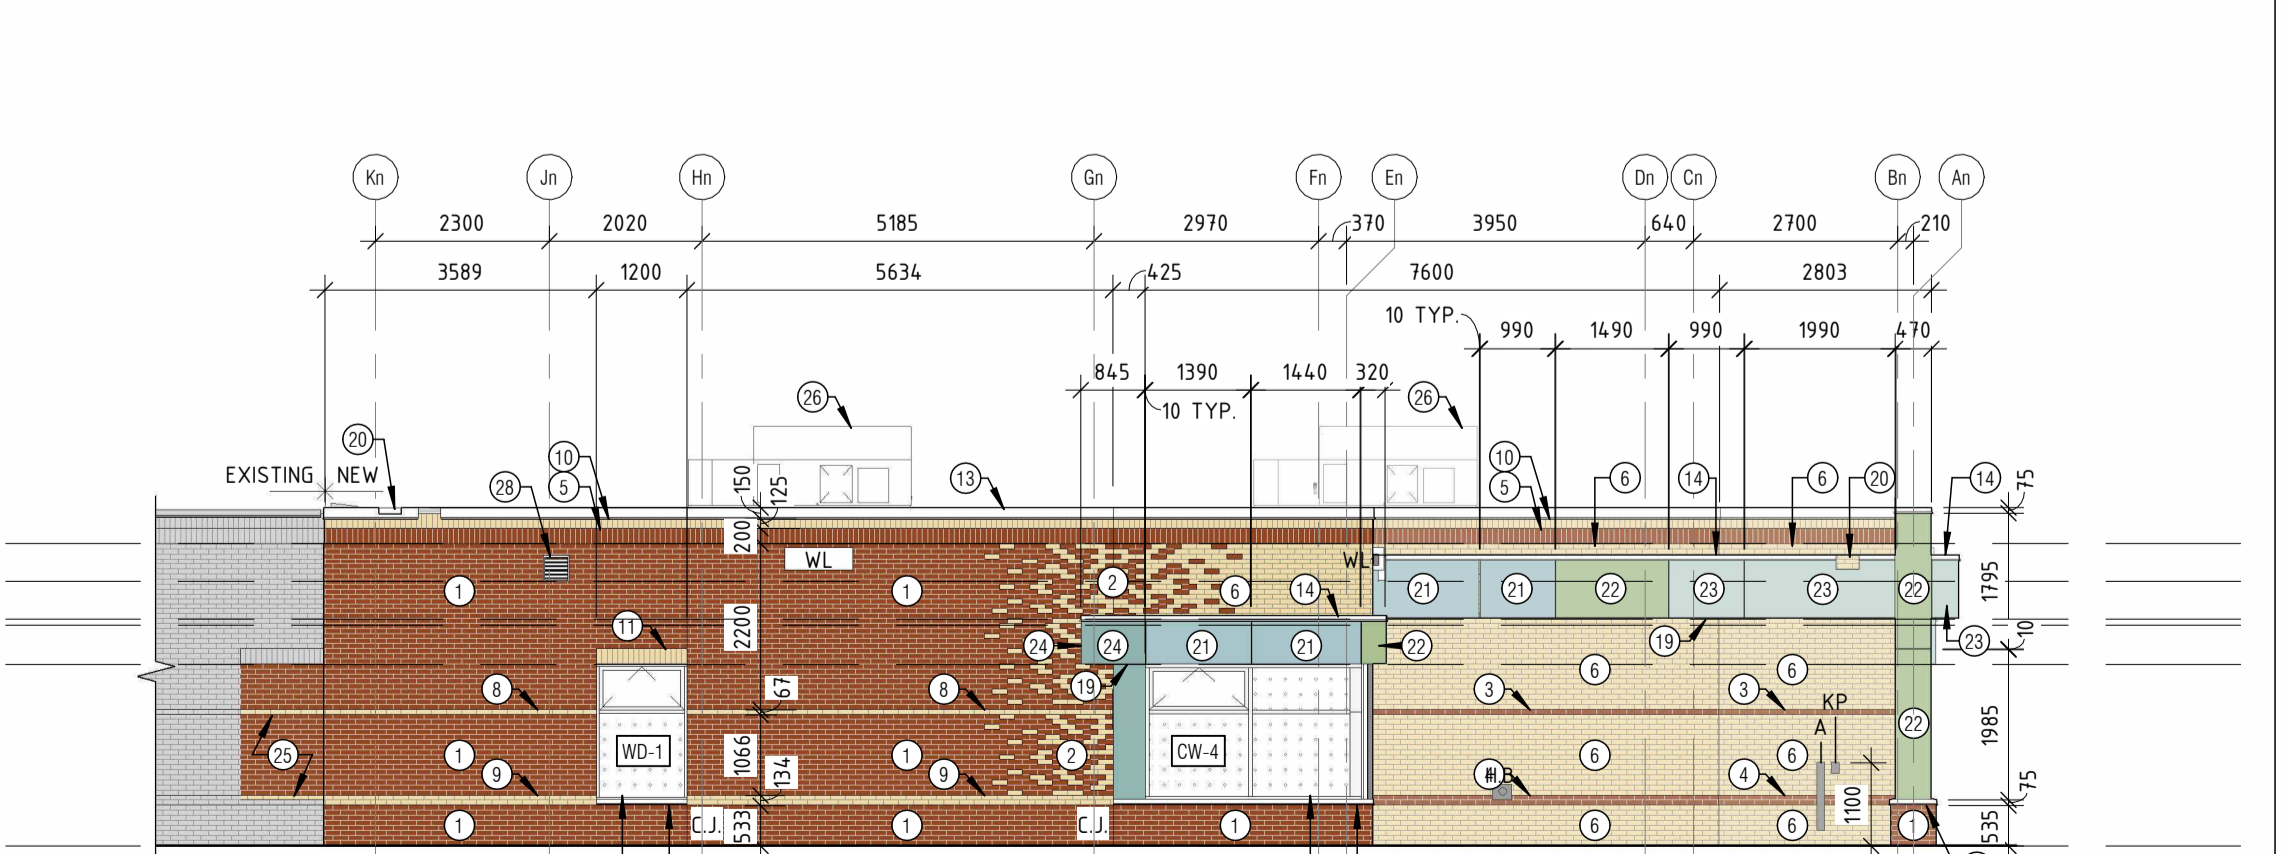 Kn Jn Hn Gn Fn En Dn Cn Bn An
2300 2020 5185 2970 370 3950 640 2700 210
3589 1200 5634 425 7600 2803
10 TYP. 990 1490 990 1990 470
845 1390 1440 320
10 TYP.
26 26
20 10 5 28 13 10 5 6 14 6 20 14
EXISTING NEW
150 125 75
200
WL WL
1 1 2 6 14 21 21 22 23 23 22 1795
11 2200 24 24 21 21 22 19 23 10
6 6
8 67 8 19 3 3
KP
A
25 1 WD-1 1066 1 2 CW-4 6 6 22 1985
9 134 9 4 H.B 4 75
1100
1 C.J. 533 1 C.J. 1 6 6 1 535